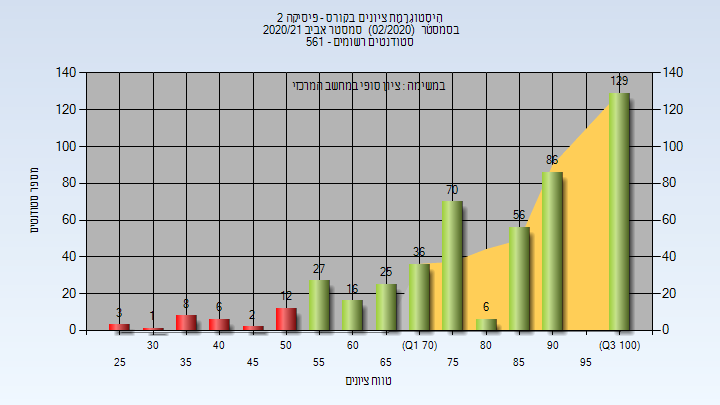 היסטוגרמת ציונים בקורס - פיסיקה 2
בסמסטר (02/2020) סמסטר אביב 2020/21
סטודנטים רשומים - 561
במשימה : ציון סופי במחשב המרכזי
מספר סטודנטים
140 140
120 120
100 100
80 80
60 60
40 40
20 20
0 0
3 1 8 6 2 12 27 16 25 36 70 6 56 86 129
30 40 50 60 (Q1 70) 80 90 (Q3 100)
25 35 45 55 65 75 85 95
טווח ציונים